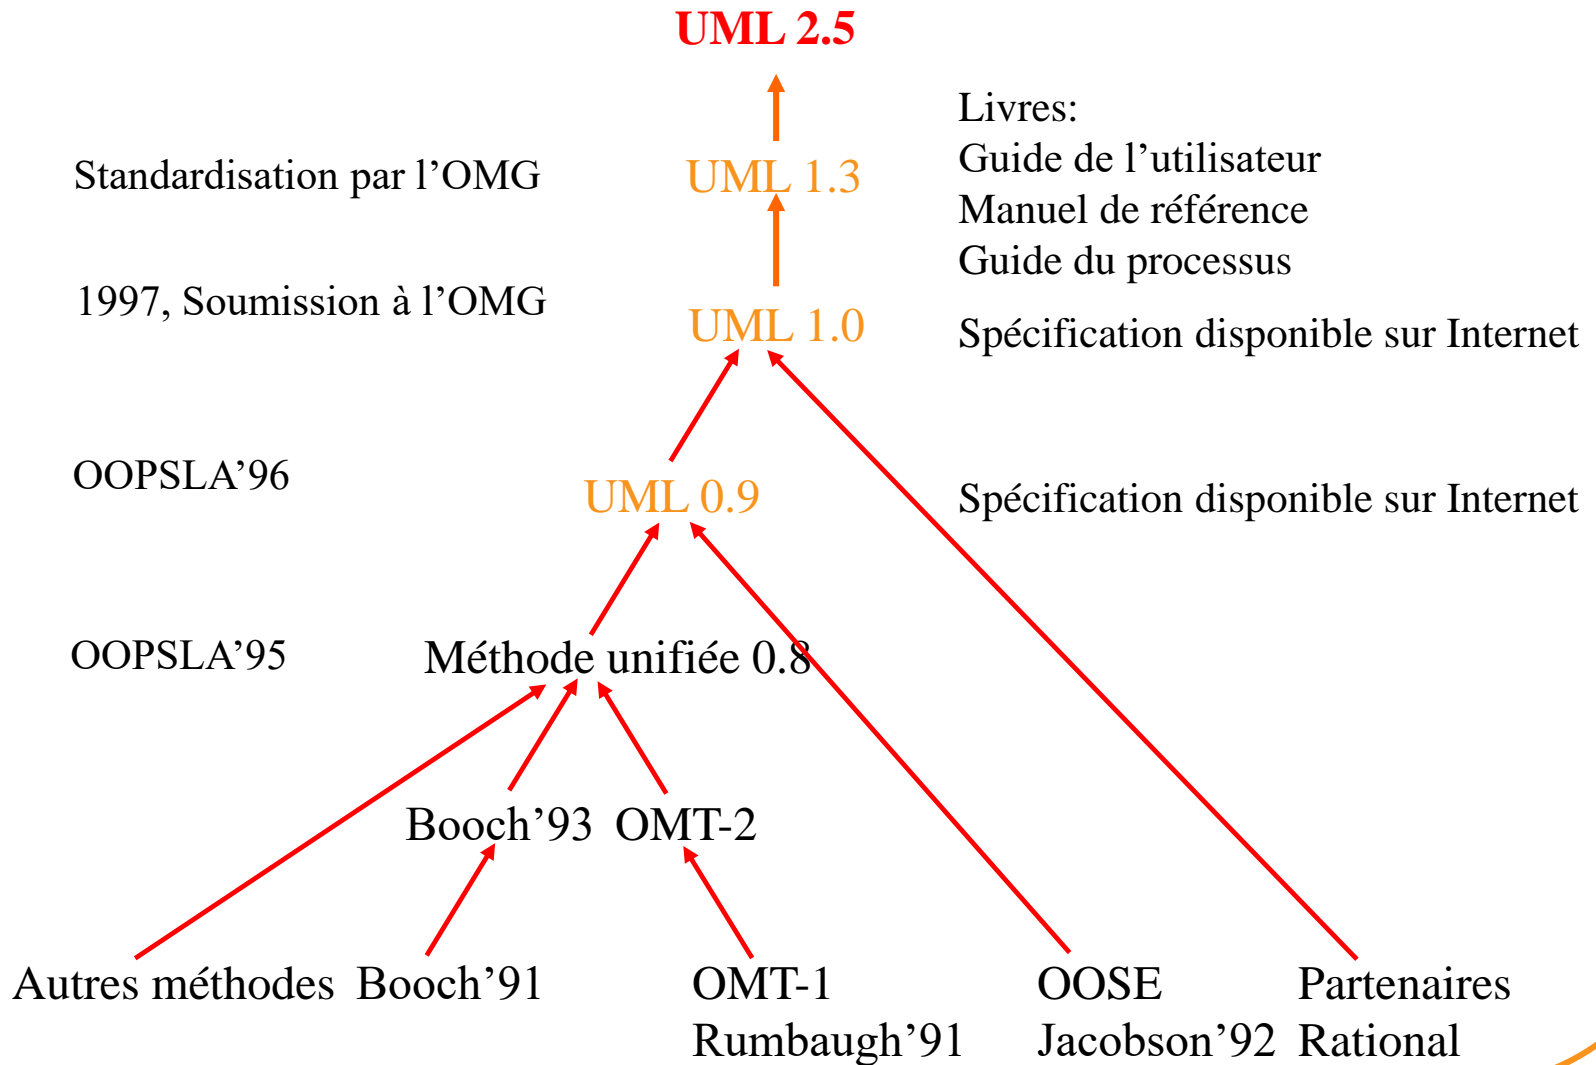 UML 2.5
Livres:
Standardisation par l’OMG
UML 1.3
Guide de l’utilisateur
Manuel de référence
Guide du processus
1997, Soumission à l’OMG
UML 1.0
Spécification disponible sur Internet
OOPSLA’96
UML 0.9
Spécification disponible sur Internet
OOPSLA’95
Méthode unifiée 0.8
Booch’93
OMT-2
Autres méthodes
Booch’91
OMT-1
Rumbaugh’91
OOSE
Jacobson’92
Partenaires
Rational